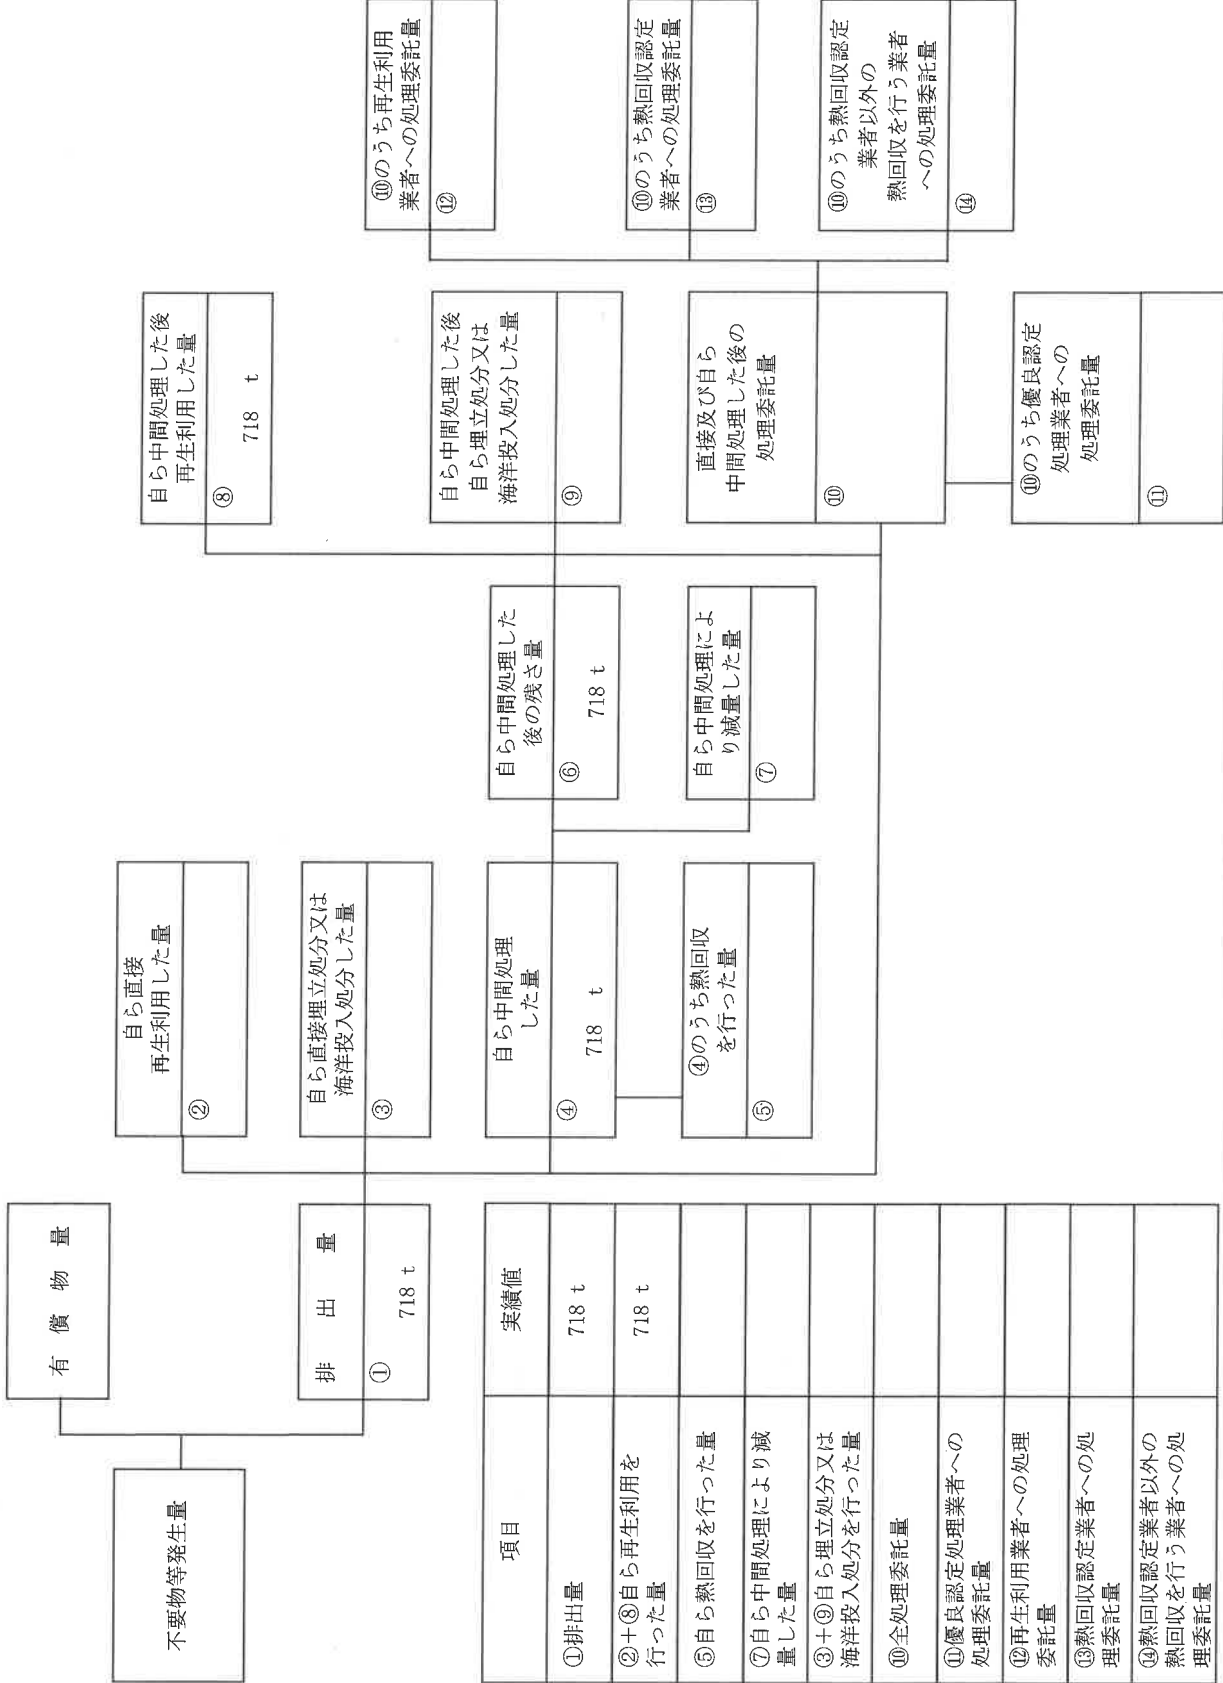 有 償 物 量
不要物等発生量
排 出 量
①
718 t
自ら直接
再生利用した量
②
自ら直接埋立処分又は
海洋投入処分した量
③
自ら中間処理
した量
④
718 t
④のうち熱回収
を行った量
⑤
自ら中間処理した
後の残さ量
⑥
718 t
自ら中間処理によ
り減量した量
⑦
自ら中間処理した後
再生利用した量
⑧
718 t
自ら中間処理した後
自ら埋立処分又は
海洋投入処分した量
⑨
直接及び自ら
中間処理した後の
処理委託量
⑩
⑩のうち優良認定
処理業者への
処理委託量
⑪
⑩のうち再生利用
業者への処理委託量
⑫
⑩のうち熱回収認定
業者への処理委託量
⑬
⑩のうち熱回収認定
業者以外の
熱回収を行う業者
への処理委託量
⑭
項目
実績値
①排出量
718 t
②＋⑧自ら再生利用を
行った量
718 t
⑤自ら熱回収を行った量
⑦自ら中間処理により減
量した量
③＋⑨自ら埋立処分又は
海洋投入処分を行った量
⑩全処理委託量
⑪優良認定処理業者への
処理委託量
⑫再生利用業者への処理
委託量
⑬熱回収認定業者への処
理委託量
⑭熱回収認定業者以外の
熱回収を行う業者への処
理委託量